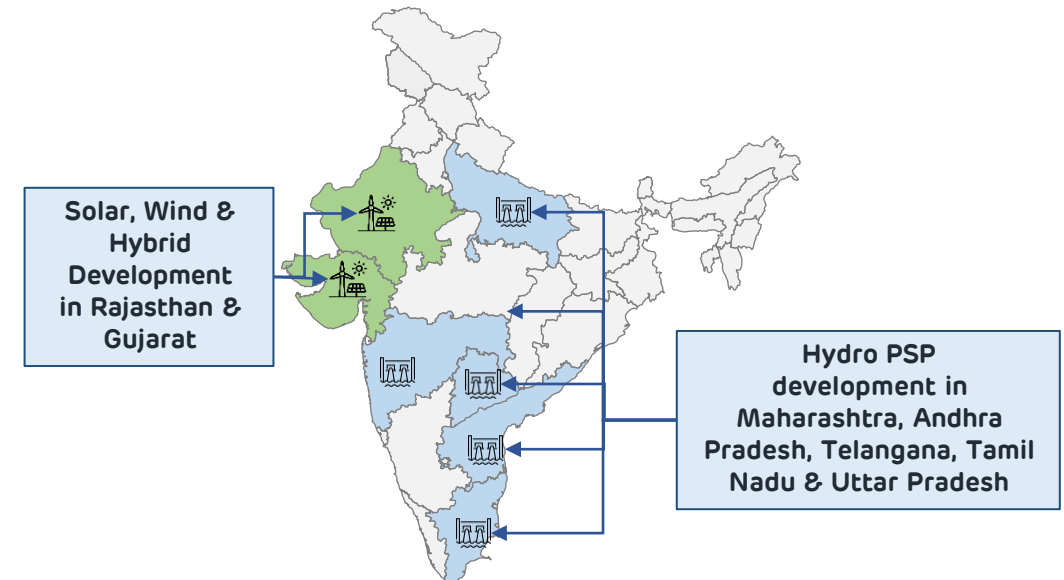 Solar, Wind &
Hybrid
Development
in Rajasthan &
Gujarat
Hydro PSP
development in
Maharashtra, Andhra
Pradesh, Telangana, Tamil
Nadu & Uttar Pradesh